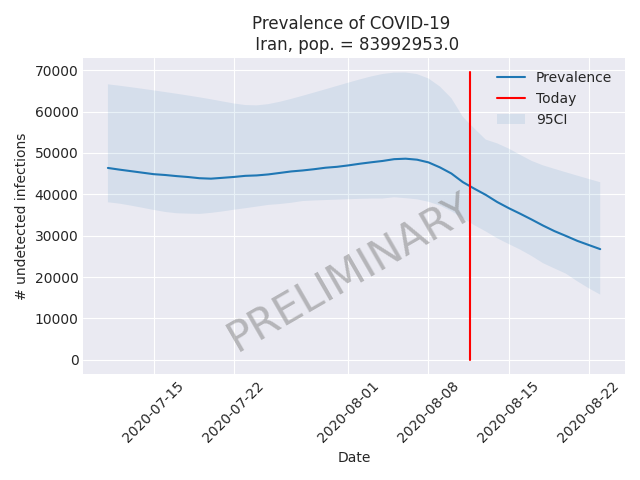 Prevalence of COVID-19
Iran, pop. = 83992953.0
70000
60000
50000
40000
30000
20000
10000
0
# undetected infections
Prevalence
Today
95CI
PRELIMINARY
2020-07-15
2020-07-22
2020-08-01
2020-08-08
2020-08-15
2020-08-22
Date